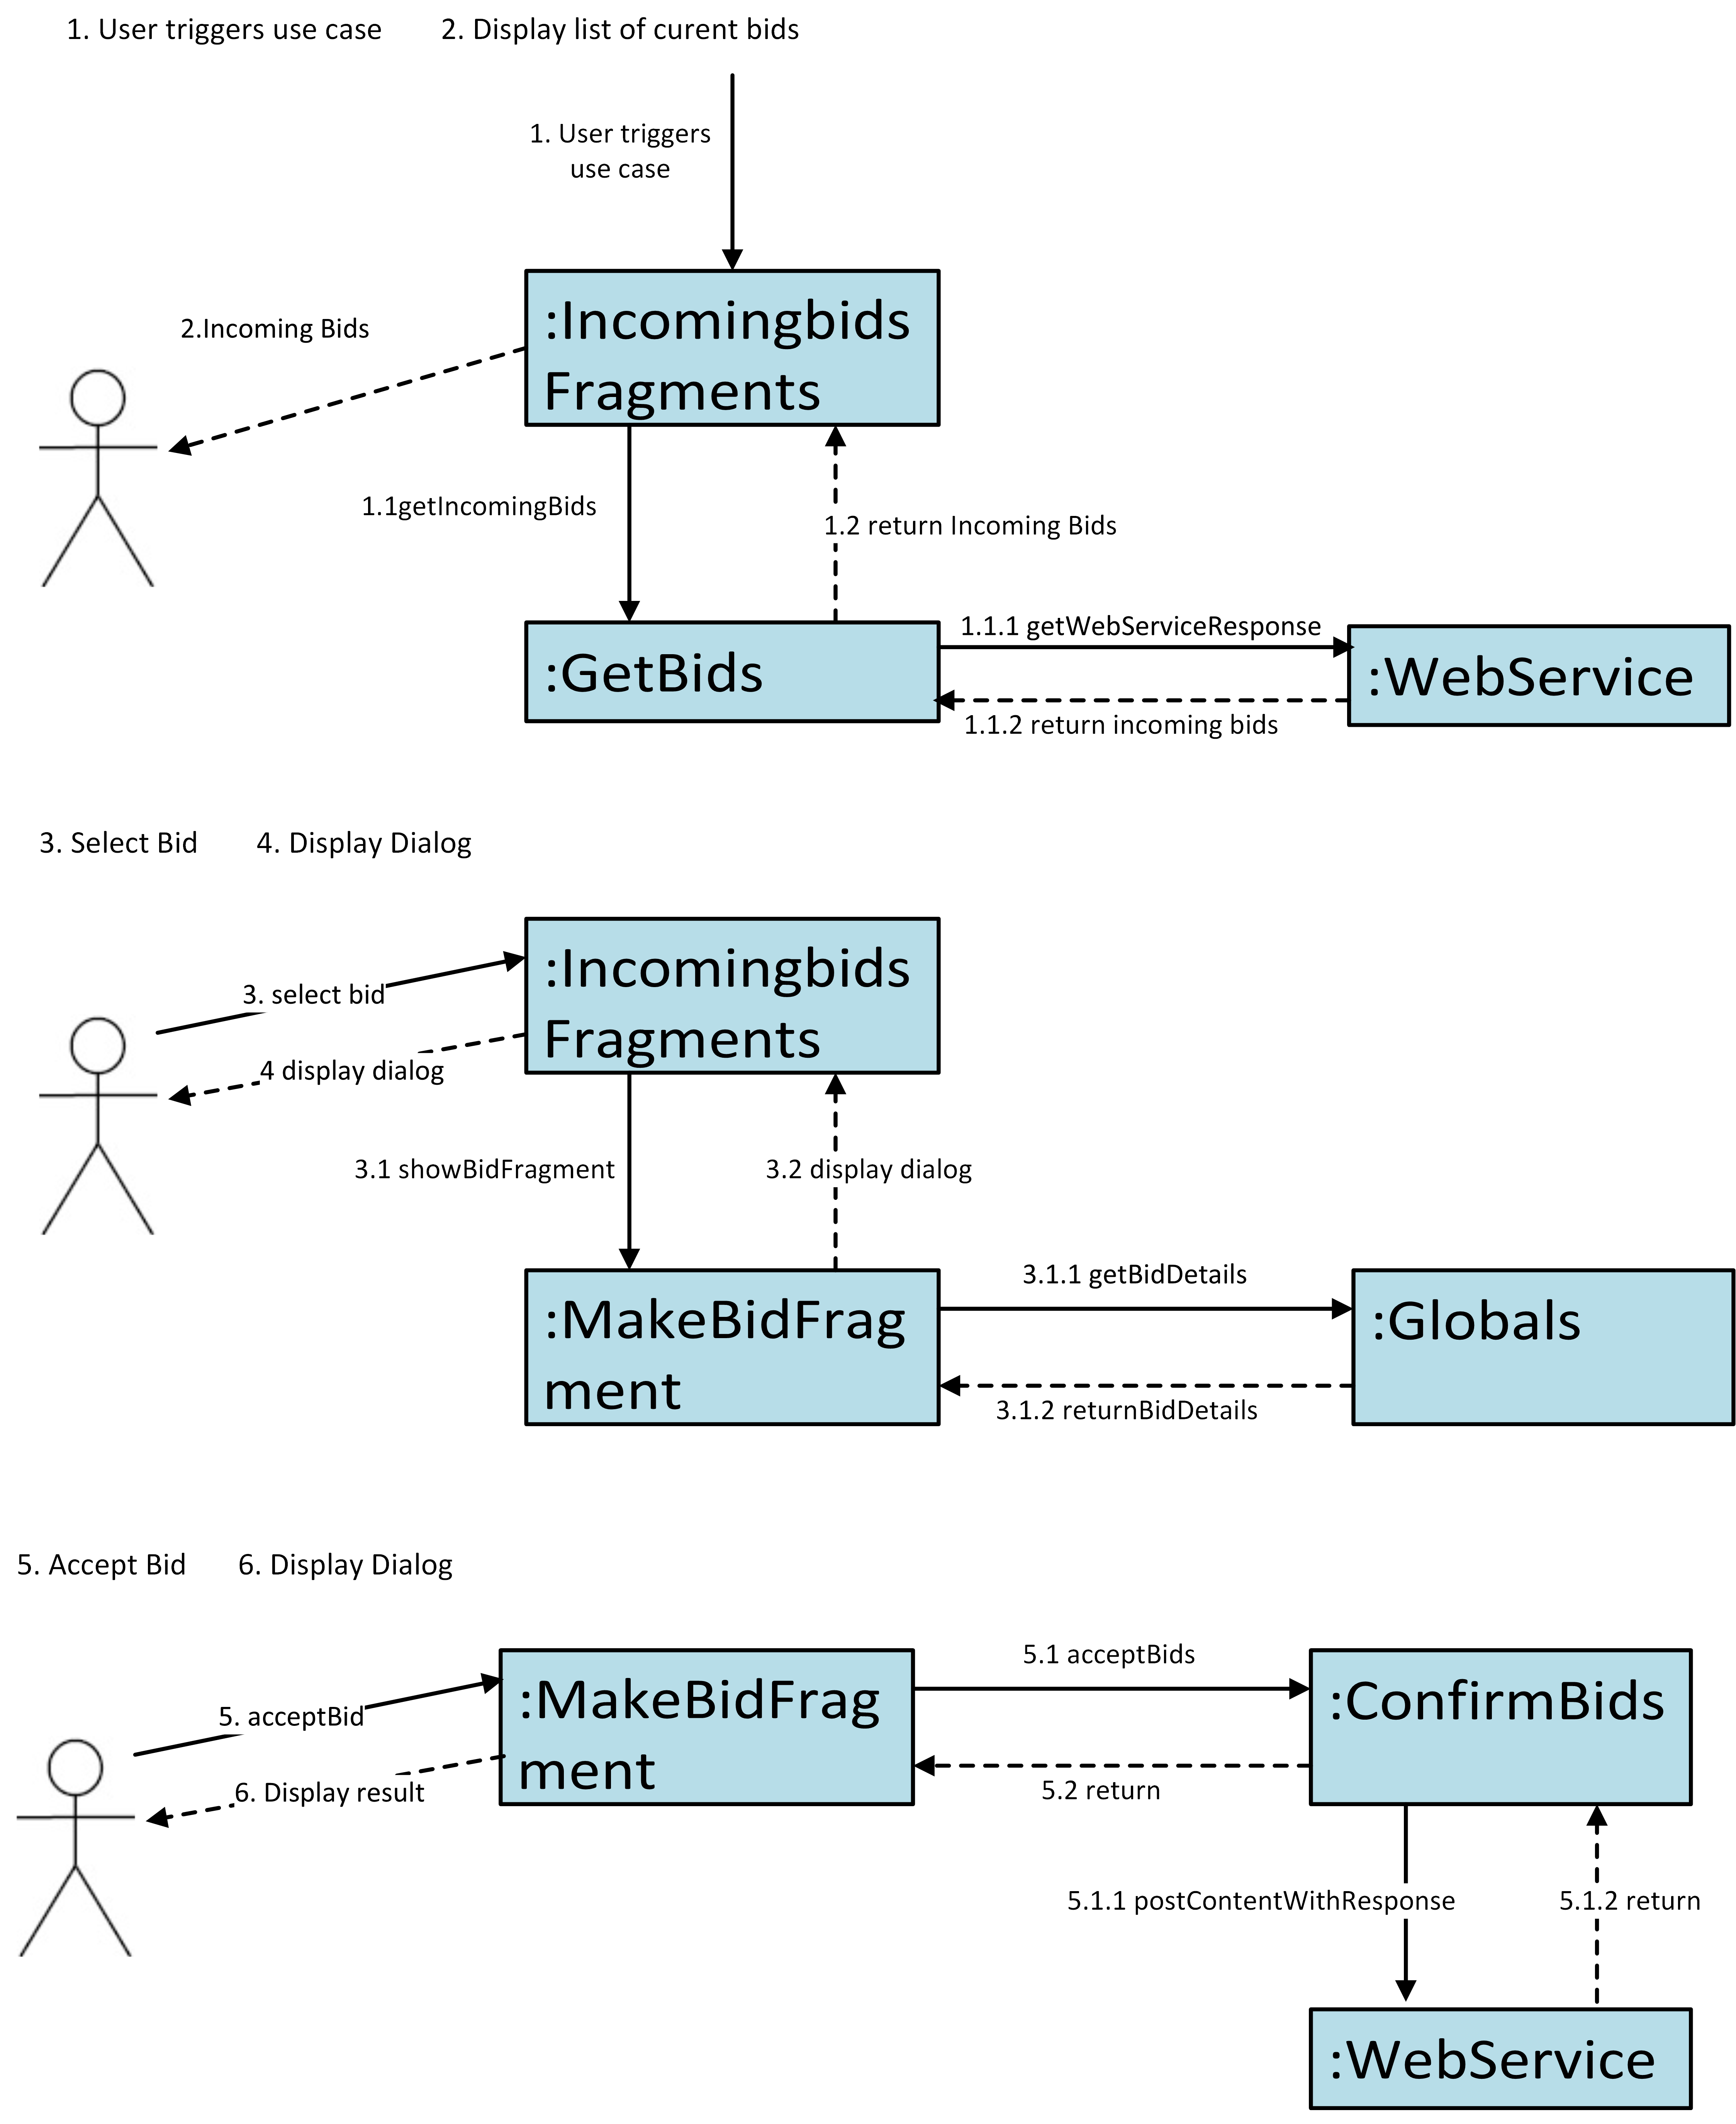 1. User triggers use case 2. Display list of curent bids
1. User triggers
use case
:Incomingbids
Fragments
2.Incoming Bids
1.1getIncomingBids
1.2 return Incoming Bids
:GetBids
1.1.1 getWebServiceResponse
:WebService
1.1.2 return incoming bids
3. Select Bid 4. Display Dialog
:Incomingbids
Fragments
3. select bid
4 display dialog
3.1 showBidFragment
3.2 display dialog
:MakeBidFrag
ment
3.1.1 getBidDetails
:Globals
3.1.2 returnBidDetails
5. Accept Bid 6. Display Dialog
5. acceptBid
6. Display result
:MakeBidFrag
ment
5.1 acceptBids
:ConfirmBids
5.2 return
5.1.1 postContentWithResponse
5.1.2 return
:WebService